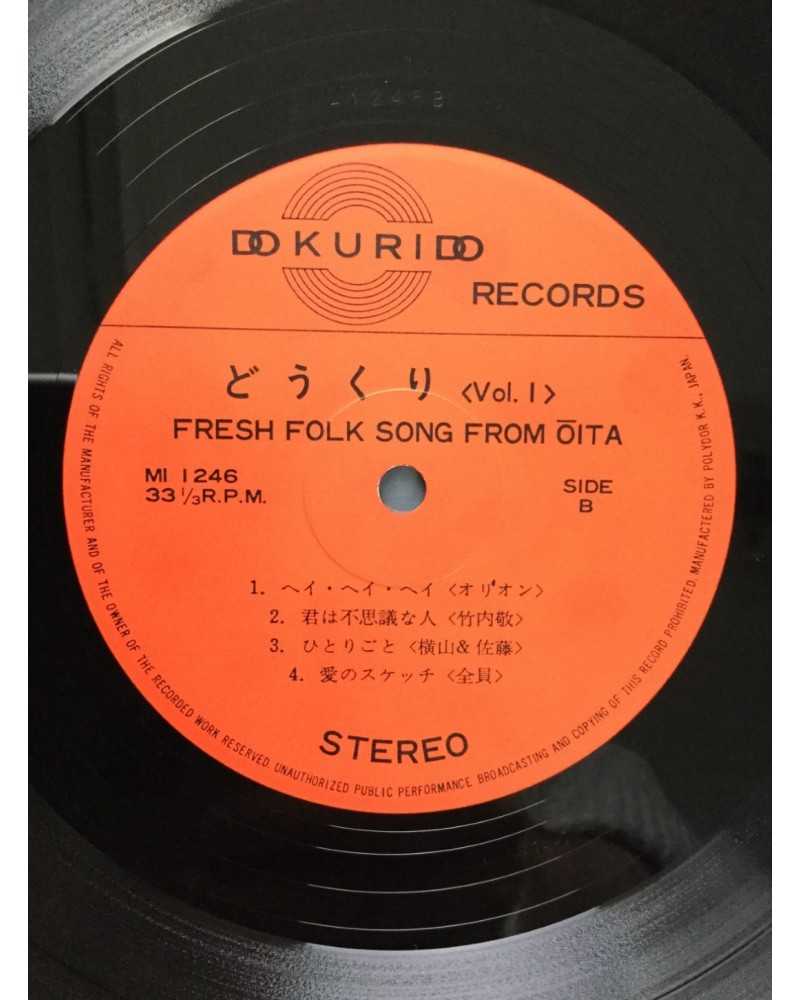 DOKURIDO
RECORDS
どうくり 〈Vol. 1〉
FRESH FOLK SONG FROM ŌITA
MI 1246
33 1/3 R.P.M.
SIDE
B
1. ヘイ・ヘイ・ヘイ〈オリオン〉
2. 君は不思議な人〈竹内敬〉
3. ひとりごと〈横山&佐藤〉
4. 愛のスケッチ〈全員〉
STEREO
ALL RIGHTS OF THE MANUFACTURER AND OF THE OWNER OF THE RECORDED WORK RESERVED. UNAUTHORIZED PUBLIC PERFORMANCE. BROADCASTING AND COPYING OF THIS RECORD PROHIBITED. MANUFACTERED BY POLYDOR K.K., JAPAN.